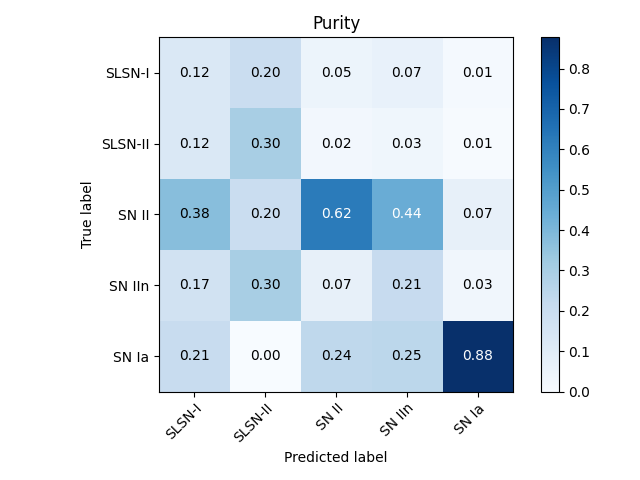 Purity
True label
SLSN-I 0.12 0.20 0.05 0.07 0.01
SLSN-II 0.12 0.30 0.02 0.03 0.01
SN II 0.38 0.20 0.62 0.44 0.07
SN IIn 0.17 0.30 0.07 0.21 0.03
SN Ia 0.21 0.00 0.24 0.25 0.88
SLSN-I SLSN-II SN II SN IIn SN Ia
Predicted label
0.8
0.7
0.6
0.5
0.4
0.3
0.2
0.1
0.0